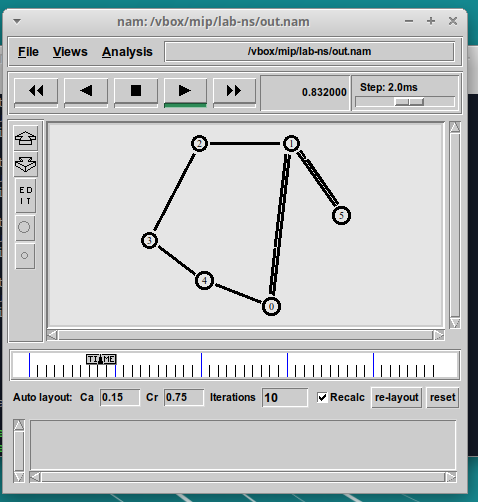 nam: /vbox/mip/lab-ns/out.nam
File Views Analysis /vbox/mip/lab-ns/out.nam
0.832000 Step: 2.0ms
2 1
ED
IT
5
3
4
0
TIME
Auto layout: Ca 0.15 Cr 0.75 Iterations 10 Recalc re-layout reset